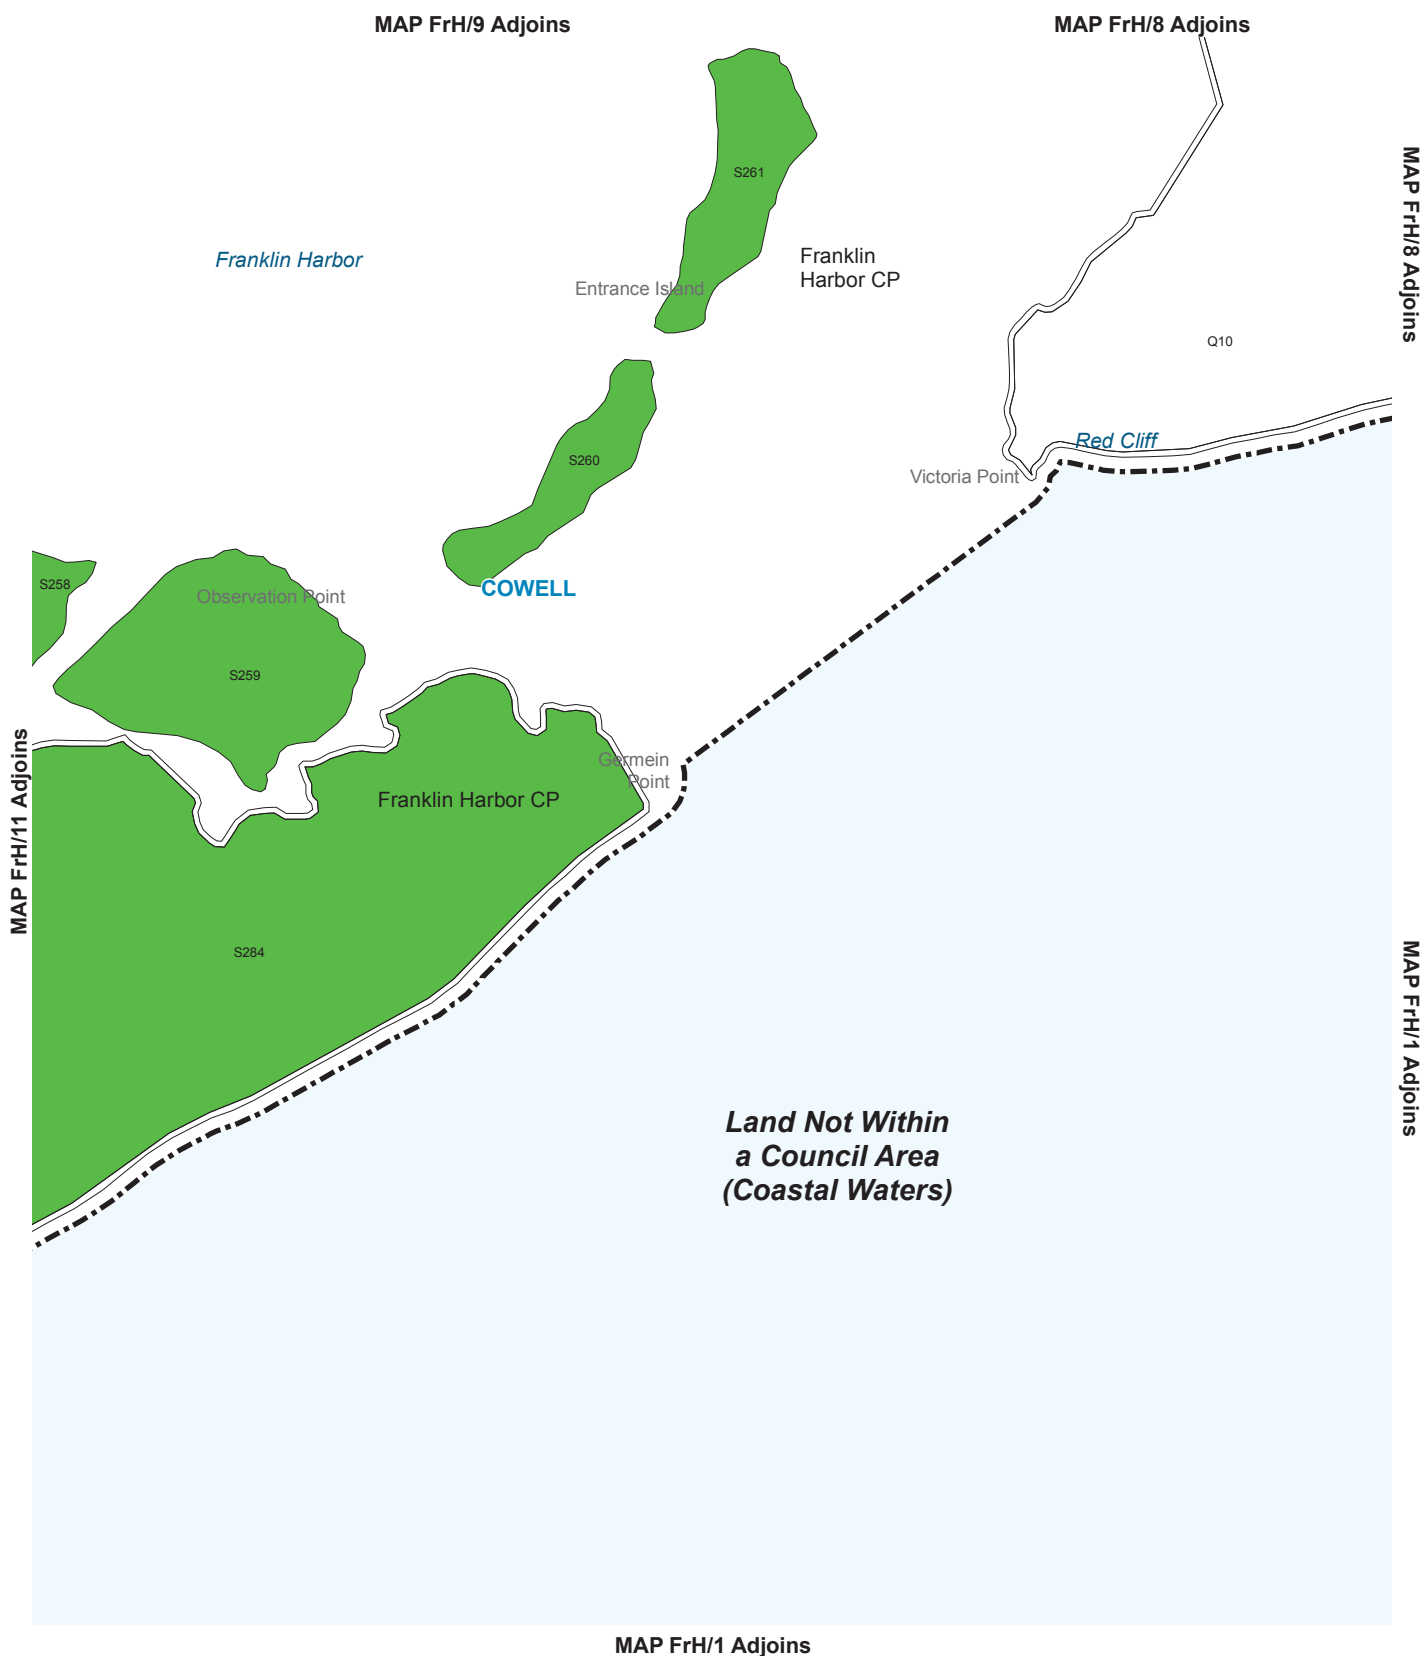 MAP FrH/9 Adjoins
MAP FrH/8 Adjoins
S261
MAP FrH/8 Adjoins
Franklin Harbor
Franklin
Harbor CP
Entrance Island
Q10
Red Cliff
S260
Victoria Point
S258
COWELL
Observation Point
S259
Germein
Point
Franklin Harbor CP
MAP FrH/11 Adjoins
S284
MAP FrH/1 Adjoins
Land Not Within
a Council Area
(Coastal Waters)
MAP FrH/1 Adjoins